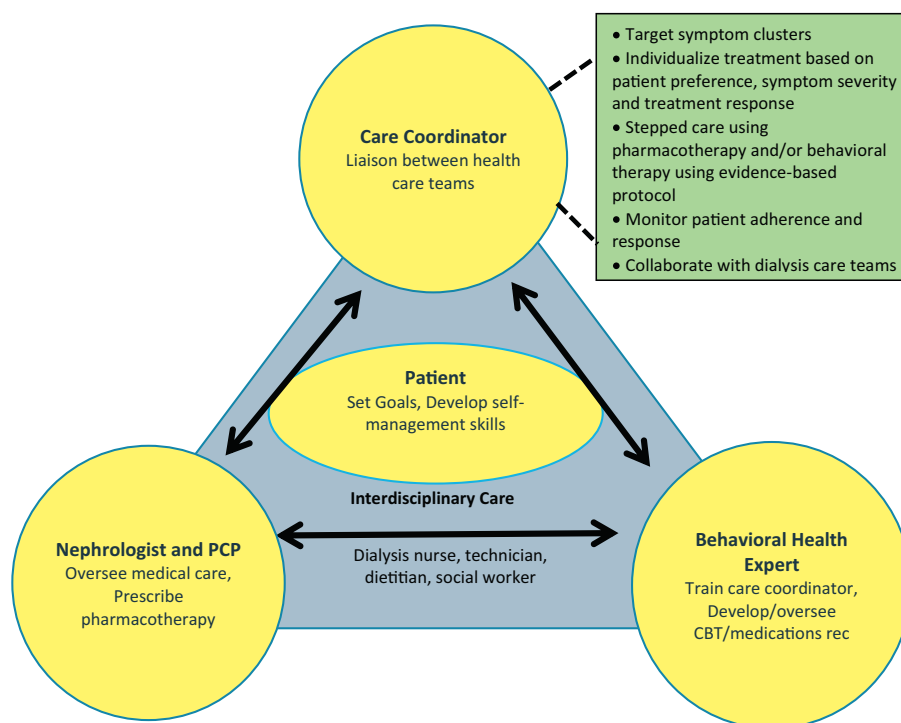 • Target symptom clusters
• Individualize treatment based on
patient preference, symptom severity
and treatment response
• Stepped care using
pharmacotherapy and/or behavioral
therapy using evidence-based
protocol
• Monitor patient adherence and
response
• Collaborate with dialysis care teams
Care Coordinator
Liaison between health
care teams
Patient
Set Goals, Develop self-
management skills
Interdisciplinary Care
Dialysis nurse, technician,
dietitian, social worker
Nephrologist and PCP
Oversee medical care,
Prescribe
pharmacotherapy
Behavioral Health
Expert
Train care coordinator,
Develop/oversee
CBT/medications rec